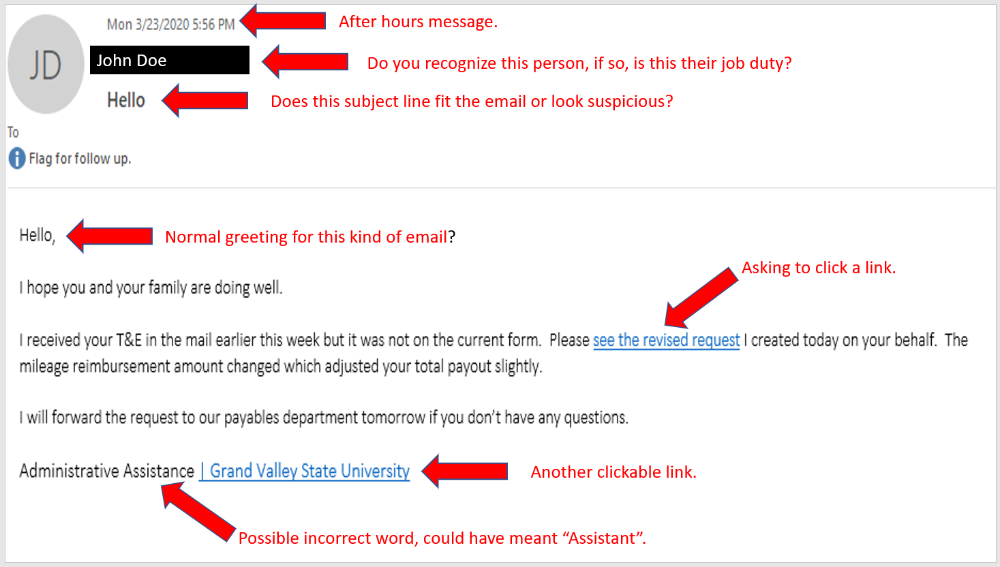 Mon 3/23/2020 5:56 PM After hours message.
JD
John Doe Do you recognize this person, if so, is this their job duty?
Hello Does this subject line fit the email or look suspicious?
To
i Flag for follow up.
Hello, Normal greeting for this kind of email?
Asking to click a link.
I hope you and your family are doing well.
I received your T&E in the mail earlier this week but it was not on the current form. Please see the revised request I created today on your behalf. The
mileage reimbursement amount changed which adjusted your total payout slightly.
I will forward the request to our payables department tomorrow if you don't have any questions.
Administrative Assistance | Grand Valley State University Another clickable link.
Possible incorrect word, could have meant “Assistant”.